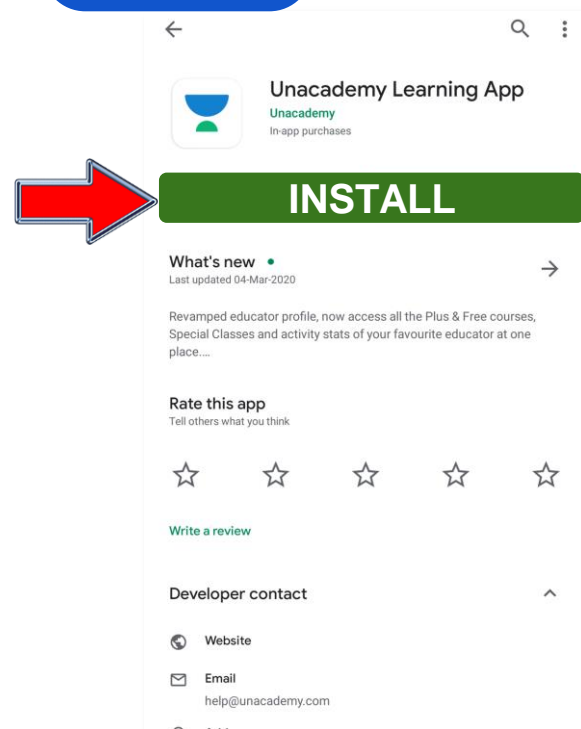 Unacademy Learning App
Unacademy
In-app purchases
INSTALL
What's new
Last updated 04-Mar-2020
Revamped educator profile, now access all the Plus & Free courses,
Special Classes and activity stats of your favourite educator at one
place....
Rate this app
Tell others what you think
Write a review
Developer contact
Website
Email
help@unacademy.com